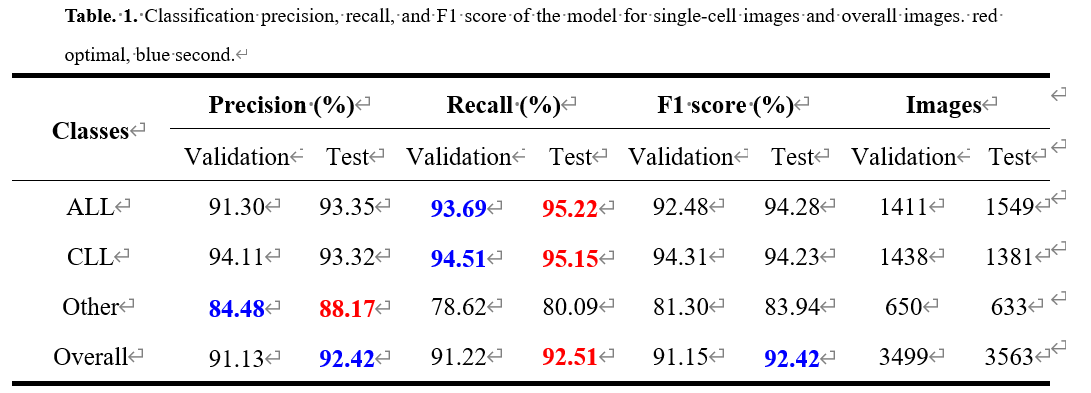 Table. 1. Classification precision, recall, and F1 score of the model for single-cell images and overall images. red
optimal, blue second.
Classes Precision (%) Recall (%) F1 score (%) Images
Validation Test Validation Test Validation Test Validation Test
ALL 91.30 93.35 93.69 95.22 92.48 94.28 1411 1549
CLL 94.11 93.32 94.51 95.15 94.31 94.23 1438 1381
Other 84.48 88.17 78.62 80.09 81.30 83.94 650 633
Overall 91.13 92.42 91.22 92.51 91.15 92.42 3499 3563